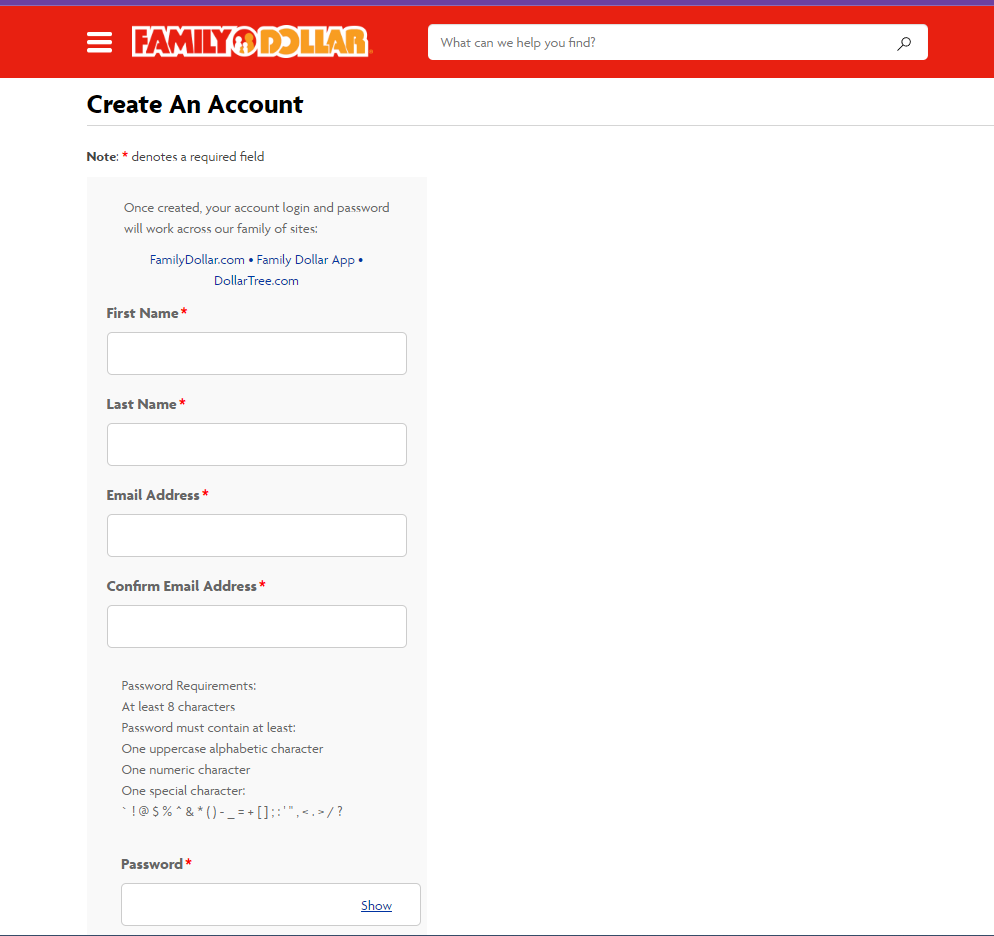 FAMILY DOLLAR
What can we help you find?
Create An Account
Note: * denotes a required field
Once created, your account login and password
will work across our family of sites:
FamilyDollar.com • Family Dollar App •
DollarTree.com
First Name*
Last Name*
Email Address*
Confirm Email Address*
Password Requirements:
At least 8 characters
Password must contain at least:
One uppercase alphabetic character
One numeric character
One special character:
` ! @ $ % ^ & * ( ) - _ = + [ ] ; : ' " , < . > / ?
Password*
Show